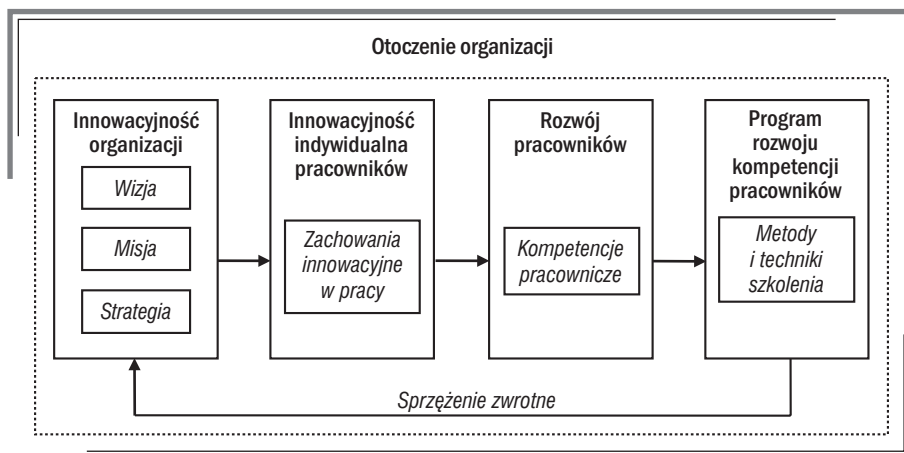 Otoczenie organizacji
Innowacyjność
organizacji
Wizja
Misja
Strategia
Innowacyjność
indywidualna
pracowników
Zachowania
innowacyjne
w pracy
Rozwój
pracowników
Kompetencje
pracownicze
Program
rozwoju
kompetencji
pracowników
Metody
i techniki
szkolenia
Sprzężenie zwrotne